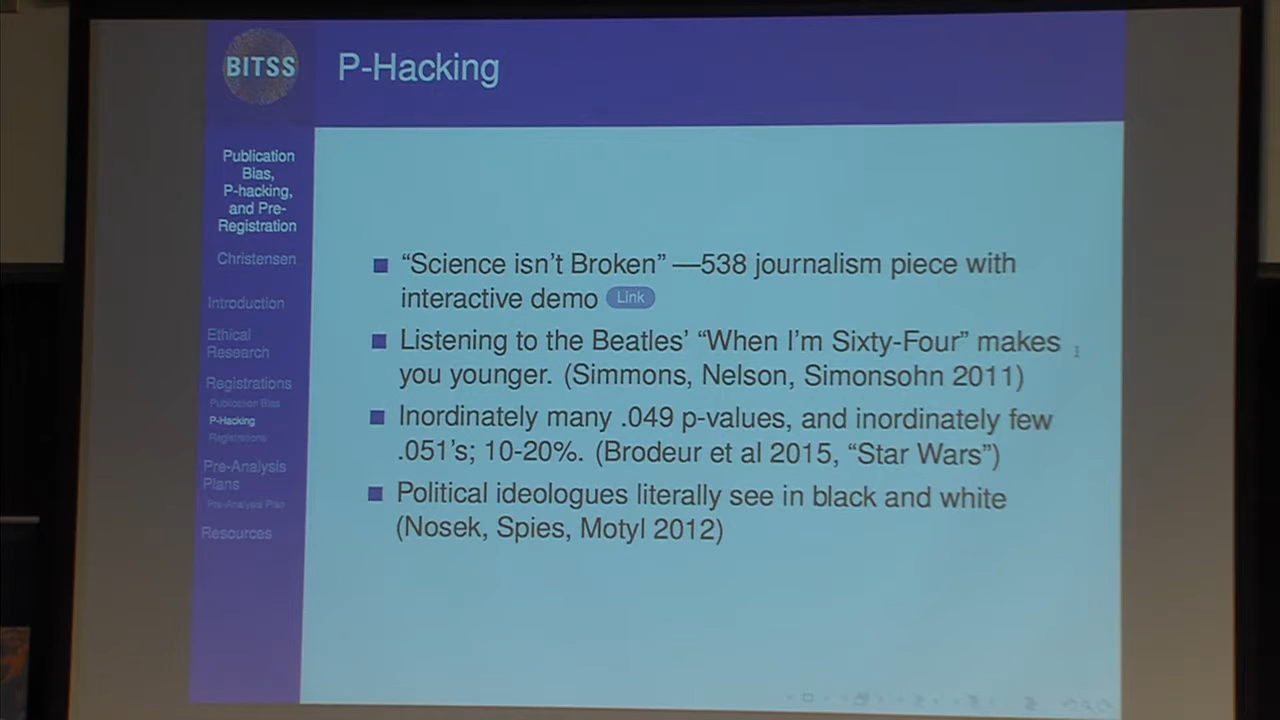 BITSS
P-Hacking
Publication
Bias,
P-hacking,
and Pre-
Registration
Christensen
Introduction
Ethical
Research
Registrations
Publication Bias
P-Hacking
Registrations
Pre-Analysis
Plans
Pre-Analysis Plan
Resources
■ “Science isn’t Broken” —538 journalism piece with
interactive demo Link
■ Listening to the Beatles’ “When I’m Sixty-Four” makes
you younger. (Simmons, Nelson, Simonsohn 2011)
■ Inordinately many .049 p-values, and inordinately few
.051’s; 10-20%. (Brodeur et al 2015, “Star Wars”)
■ Political ideologues literally see in black and white
(Nosek, Spies, Motyl 2012)